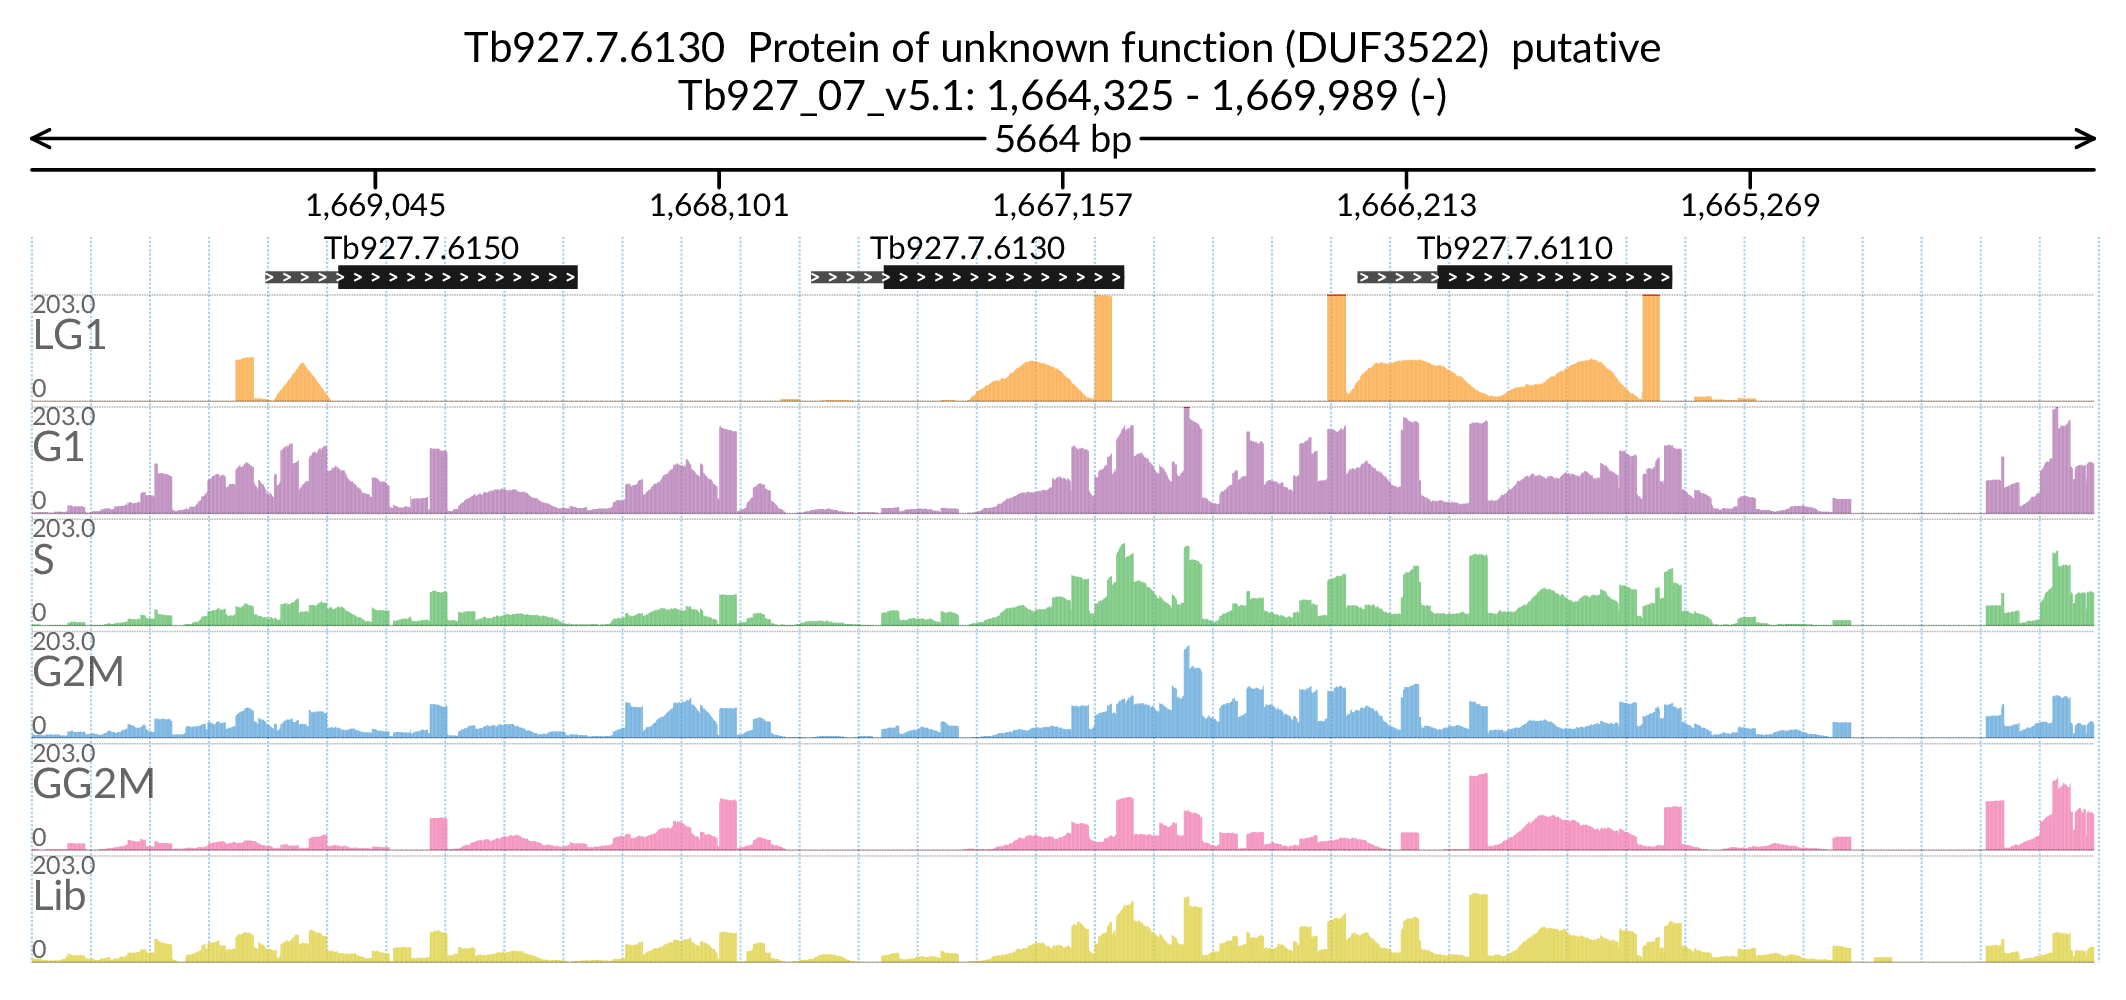 Tb927.7.6130  Protein of unknown function (DUF3522)  putative
Tb927_07_v5.1: 1,664,325 - 1,669,989 (-)
5664 bp
1,669,045 1,668,101 1,667,157 1,666,213 1,665,269
Tb927.7.6150 Tb927.7.6130 Tb927.7.6110
203.0
LG1
0
203.0
G1
0
203.0
S
0
203.0
G2M
0
203.0
GG2M
0
203.0
Lib
0